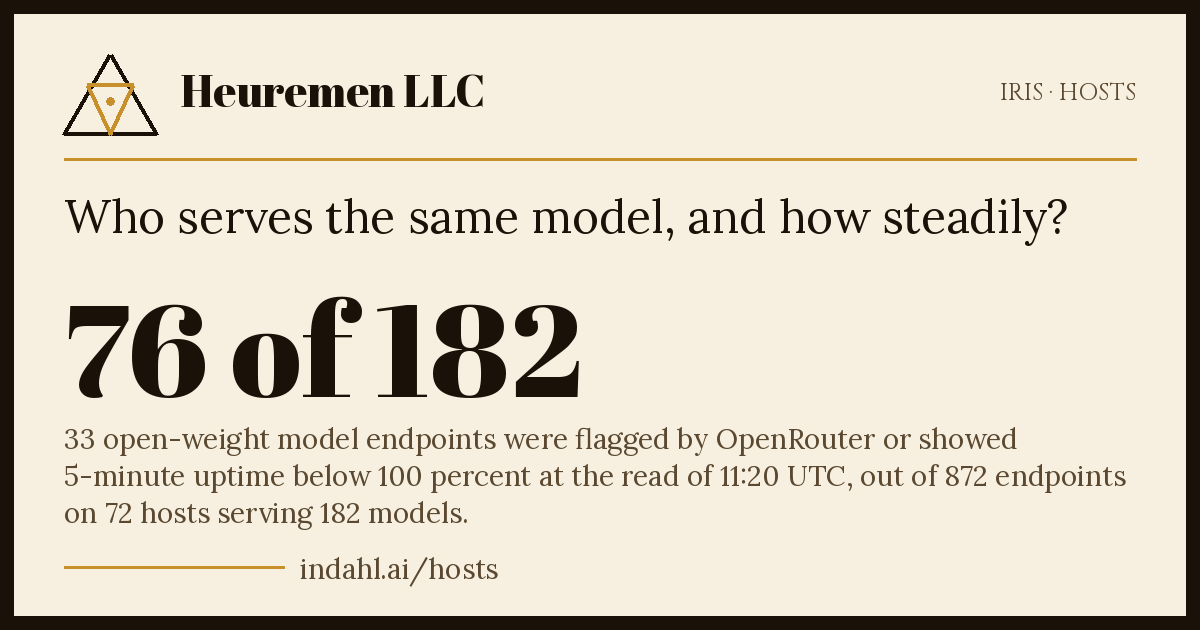 Heuremen LLC
IRIS · HOSTS
Who serves the same model, and how steadily?
76 of 182
33 open-weight model endpoints were flagged by OpenRouter or showed
5-minute uptime below 100 percent at the read of 11:20 UTC, out of 872 endpoints
on 72 hosts serving 182 models.
indahl.ai/hosts